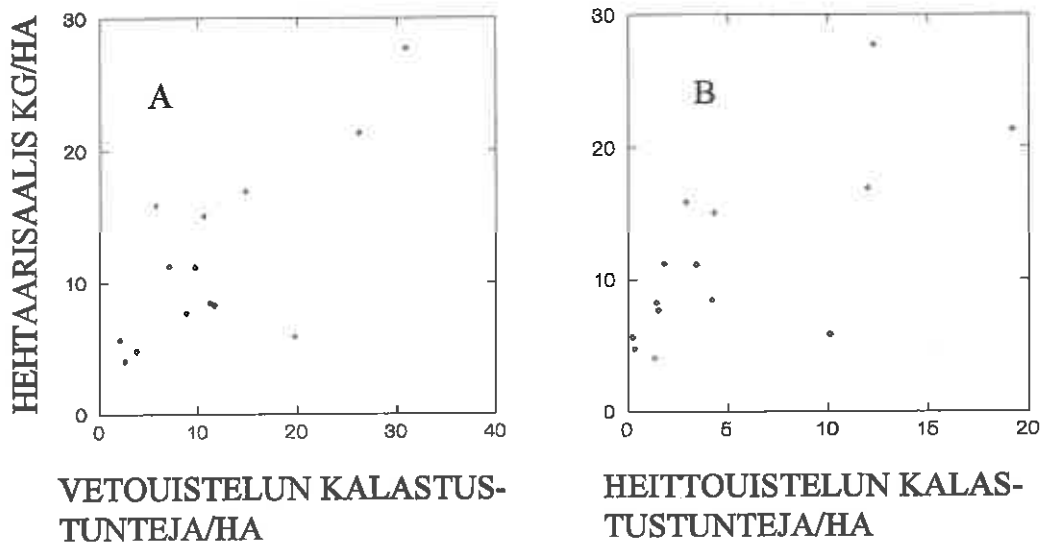 HEHTAARISAALIS KG/HA
30
20
10
0
A
0
10
20
30
40
VETOUISTELUN KALASTUS-
TUNTEJA/HA
30
20
10
0
B
0
5
10
15
20
HEITTOUISTELUN KALAS-
TUSTUNTEJA/HA